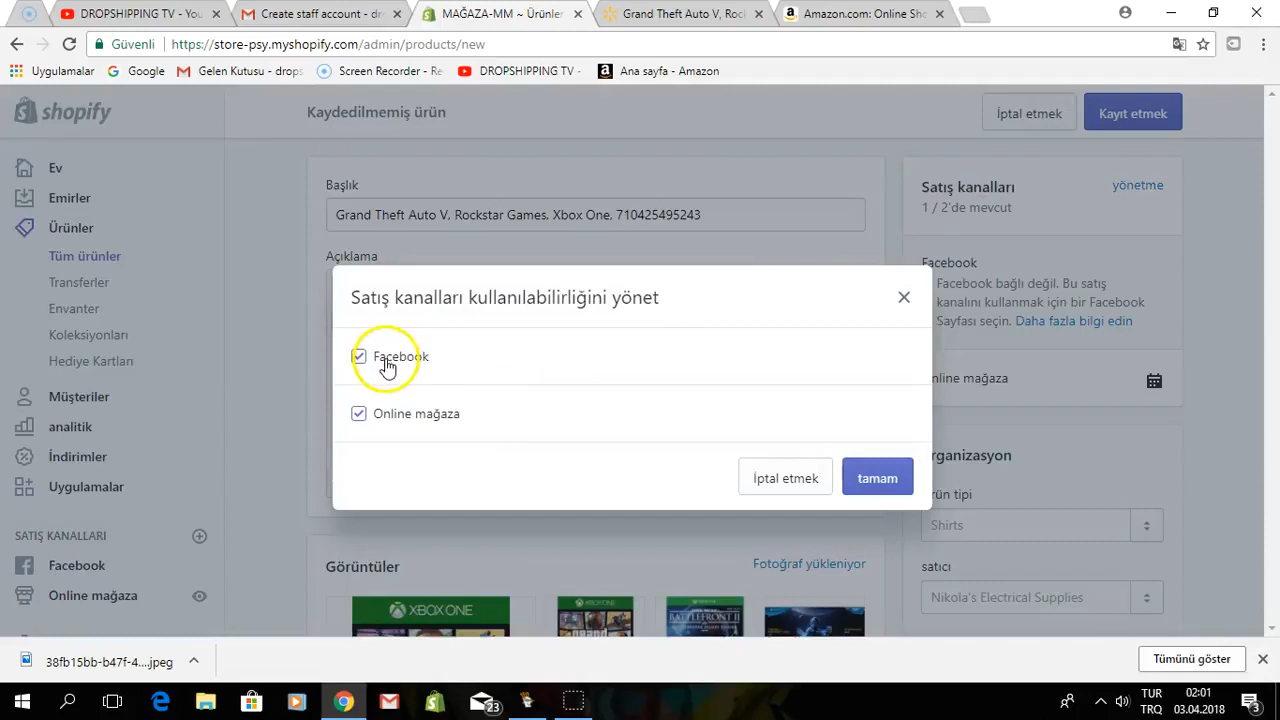 DROPSHIPPING TV - You
Create staff account - dr
MAĞAZA-MM ~ Ürünler
Grand Theft Auto V, Rock
Amazon.com: Online Sh
Güvenli
https://store-psy.myshopify.com/admin/products/new
Uygulamalar
Google
Gelen Kutusu - drops
Screen Recorder - Re
DROPSHIPPING TV -
Ana sayfa - Amazon
shopify
Kaydedilmemiş ürün
İptal etmek
Kayıt etmek
Ev
Emirler
Ürünler
Tüm ürünler
Transferler
Envanter
Koleksiyonları
Hediye Kartları
Müşteriler
analitik
İndirimler
Uygulamalar
SATIŞ KANALLARI
Facebook
Online mağaza
Başlık
Grand Theft Auto V, Rockstar Games, Xbox One, 710425495243
Açıklama
Satış kanalları kullanılabilirliğini yönet
Facebook
Online mağaza
İptal etmek
tamam
Görüntüler
Fotoğraf yükleniyor
XBOX ONE
Satış kanalları
yönetme
1 / 2'de mevcut
Facebook
Facebook bağlı değil. Bu satış
kanalını kullanmak için bir Facebook
Sayfası seçin. Daha fazla bilgi edin
nline mağaza
rganizasyon
rün tipi
Shirts
satıcı
Nikola's Electrical Supplies
38fb15bb-b47f-4....jpeg
Tümünü göster
23
TUR
TRQ
02:01
03.04.2018
3